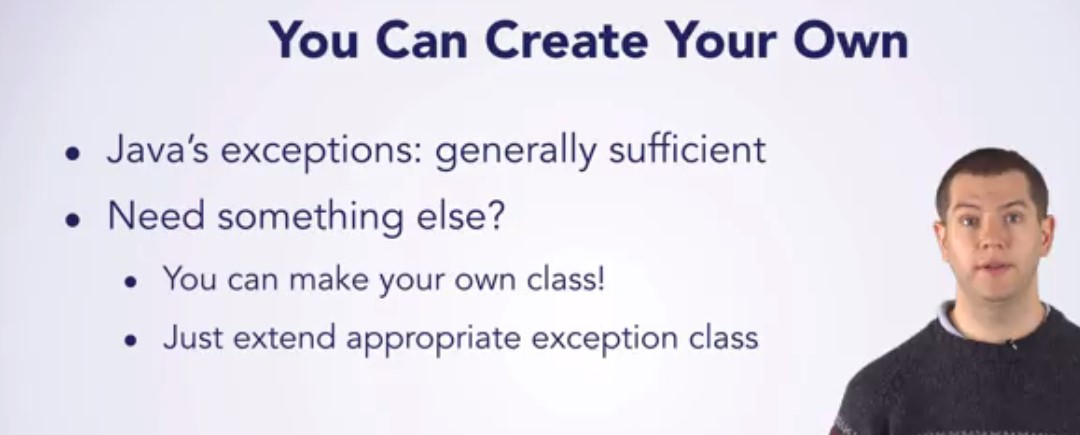 You Can Create Your Own
• Java's exceptions: generally sufficient
• Need something else?
• You can make your own class!
• Just extend appropriate exception class